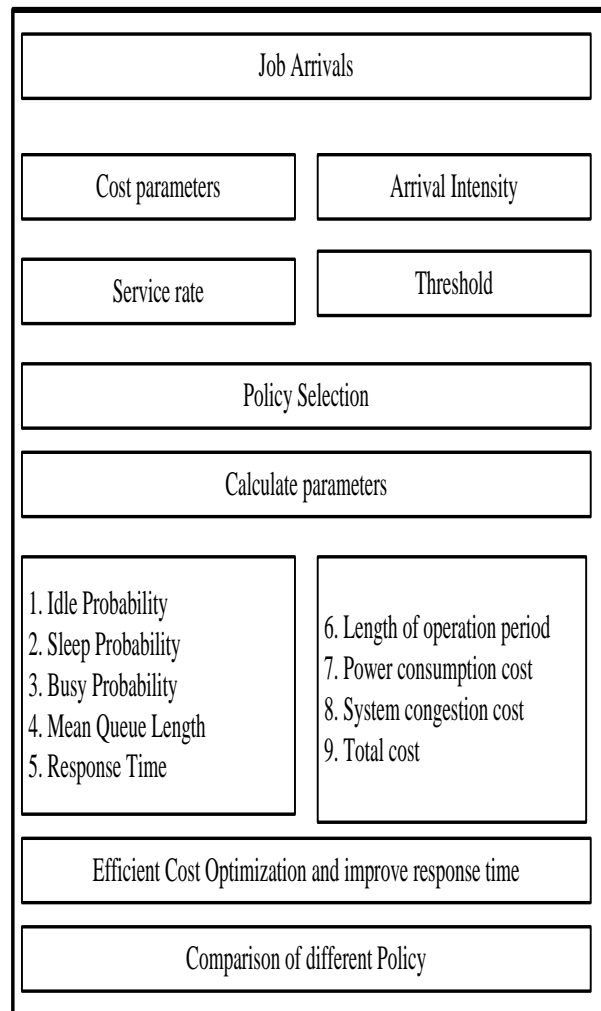 Job Arrivals
Cost parameters
Arrival Intensity
Service rate
Threshold
Policy Selection
Calculate parameters
1. Idle Probability
2. Sleep Probability
3. Busy Probability
4. Mean Queue Length
5. Response Time
6. Length of operation period
7. Power consumption cost
8. System congestion cost
9. Total cost
Efficient Cost Optimization and improve response time
Comparison of different Policy